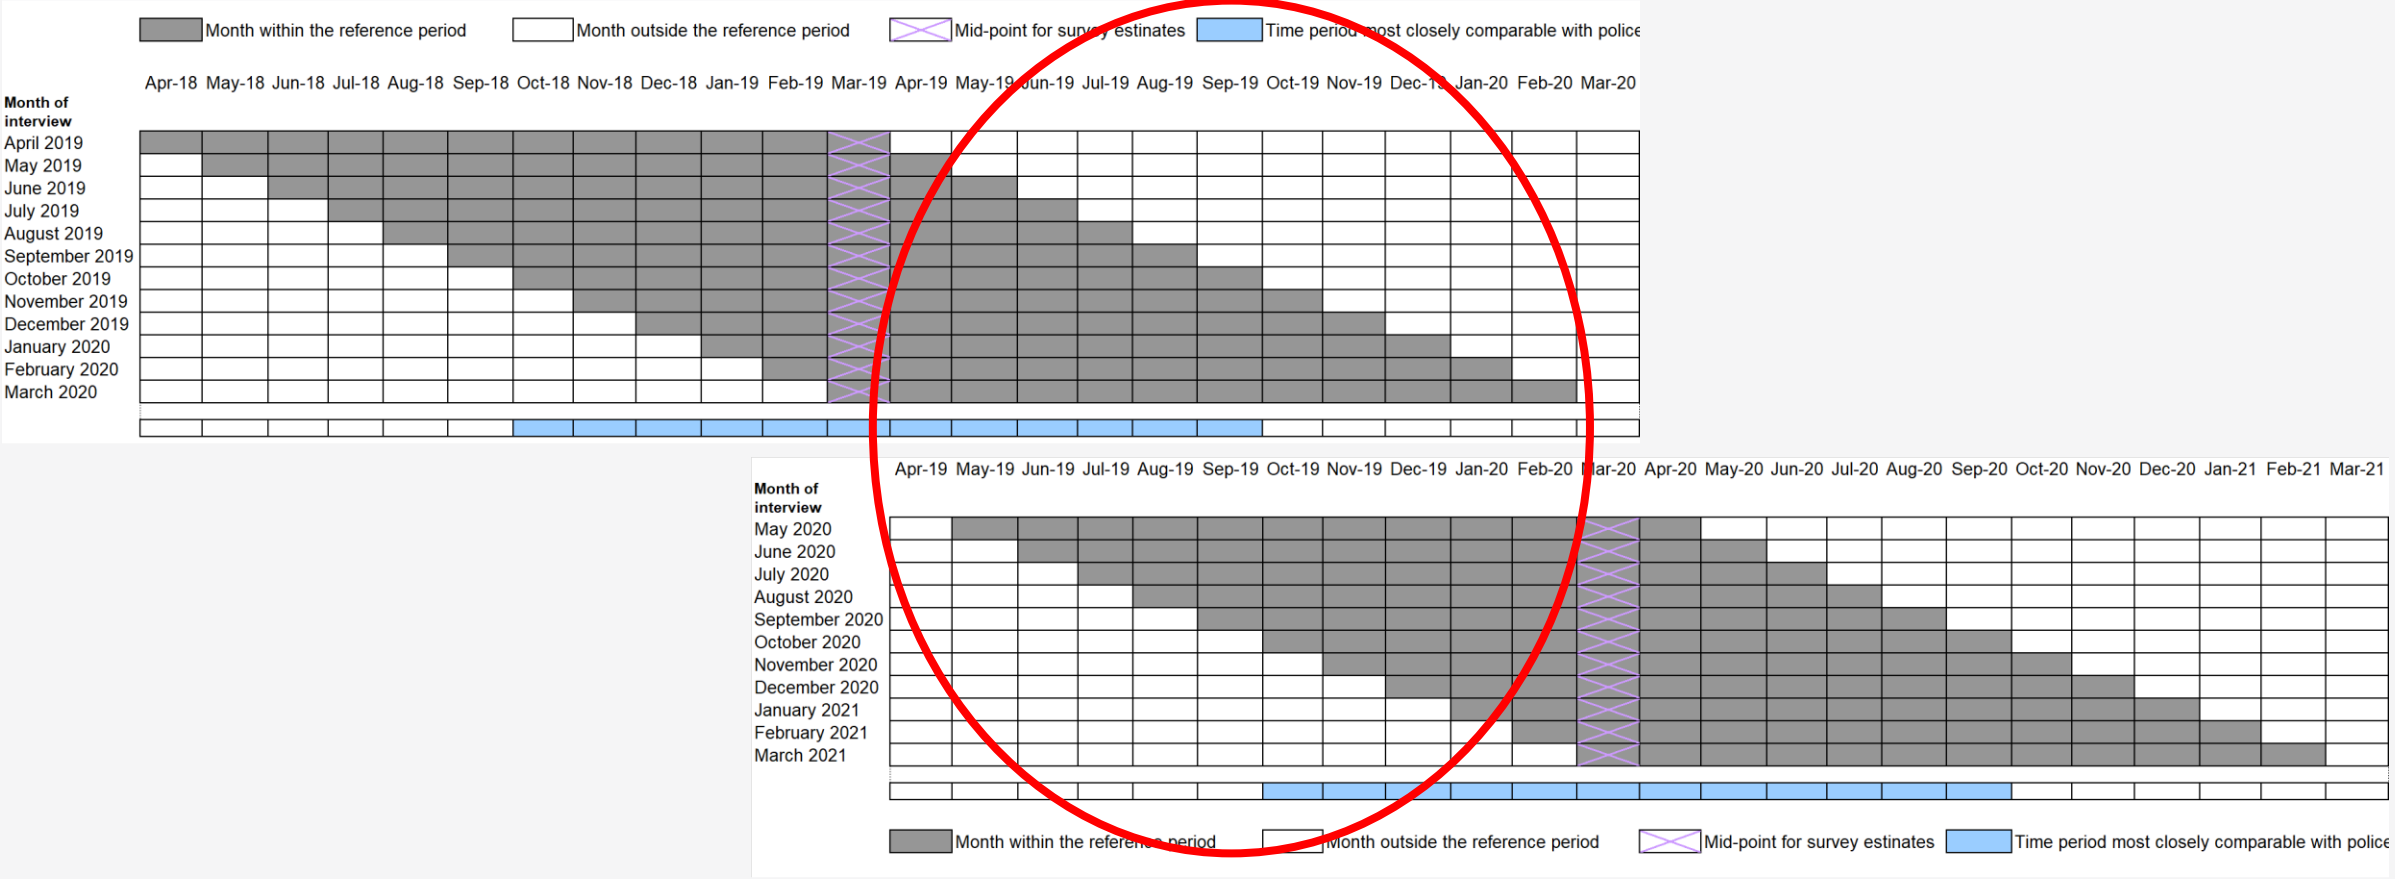 Month within the reference period Month outside the reference period Mid-point for survey estimates Time period most closely comparable with police
Apr-18 May-18 Jun-18 Jul-18 Aug-18 Sep-18 Oct-18 Nov-18 Dec-18 Jan-19 Feb-19 Mar-19 Apr-19 May-19 Jun-19 Jul-19 Aug-19 Sep-19 Oct-19 Nov-19 Dec-19 Jan-20 Feb-20 Mar-20
Month of
interview
April 2019
May 2019
June 2019
July 2019
August 2019
September 2019
October 2019
November 2019
December 2019
January 2020
February 2020
March 2020
Apr-19 May-19 Jun-19 Jul-19 Aug-19 Sep-19 Oct-19 Nov-19 Dec-19 Jan-20 Feb-20 Mar-20 Apr-20 May-20 Jun-20 Jul-20 Aug-20 Sep-20 Oct-20 Nov-20 Dec-20 Jan-21 Feb-21 Mar-21
Month of
interview
May 2020
June 2020
July 2020
August 2020
September 2020
October 2020
November 2020
December 2020
January 2021
February 2021
March 2021
Month within the reference period Month outside the reference period Mid-point for survey estimates Time period most closely comparable with police